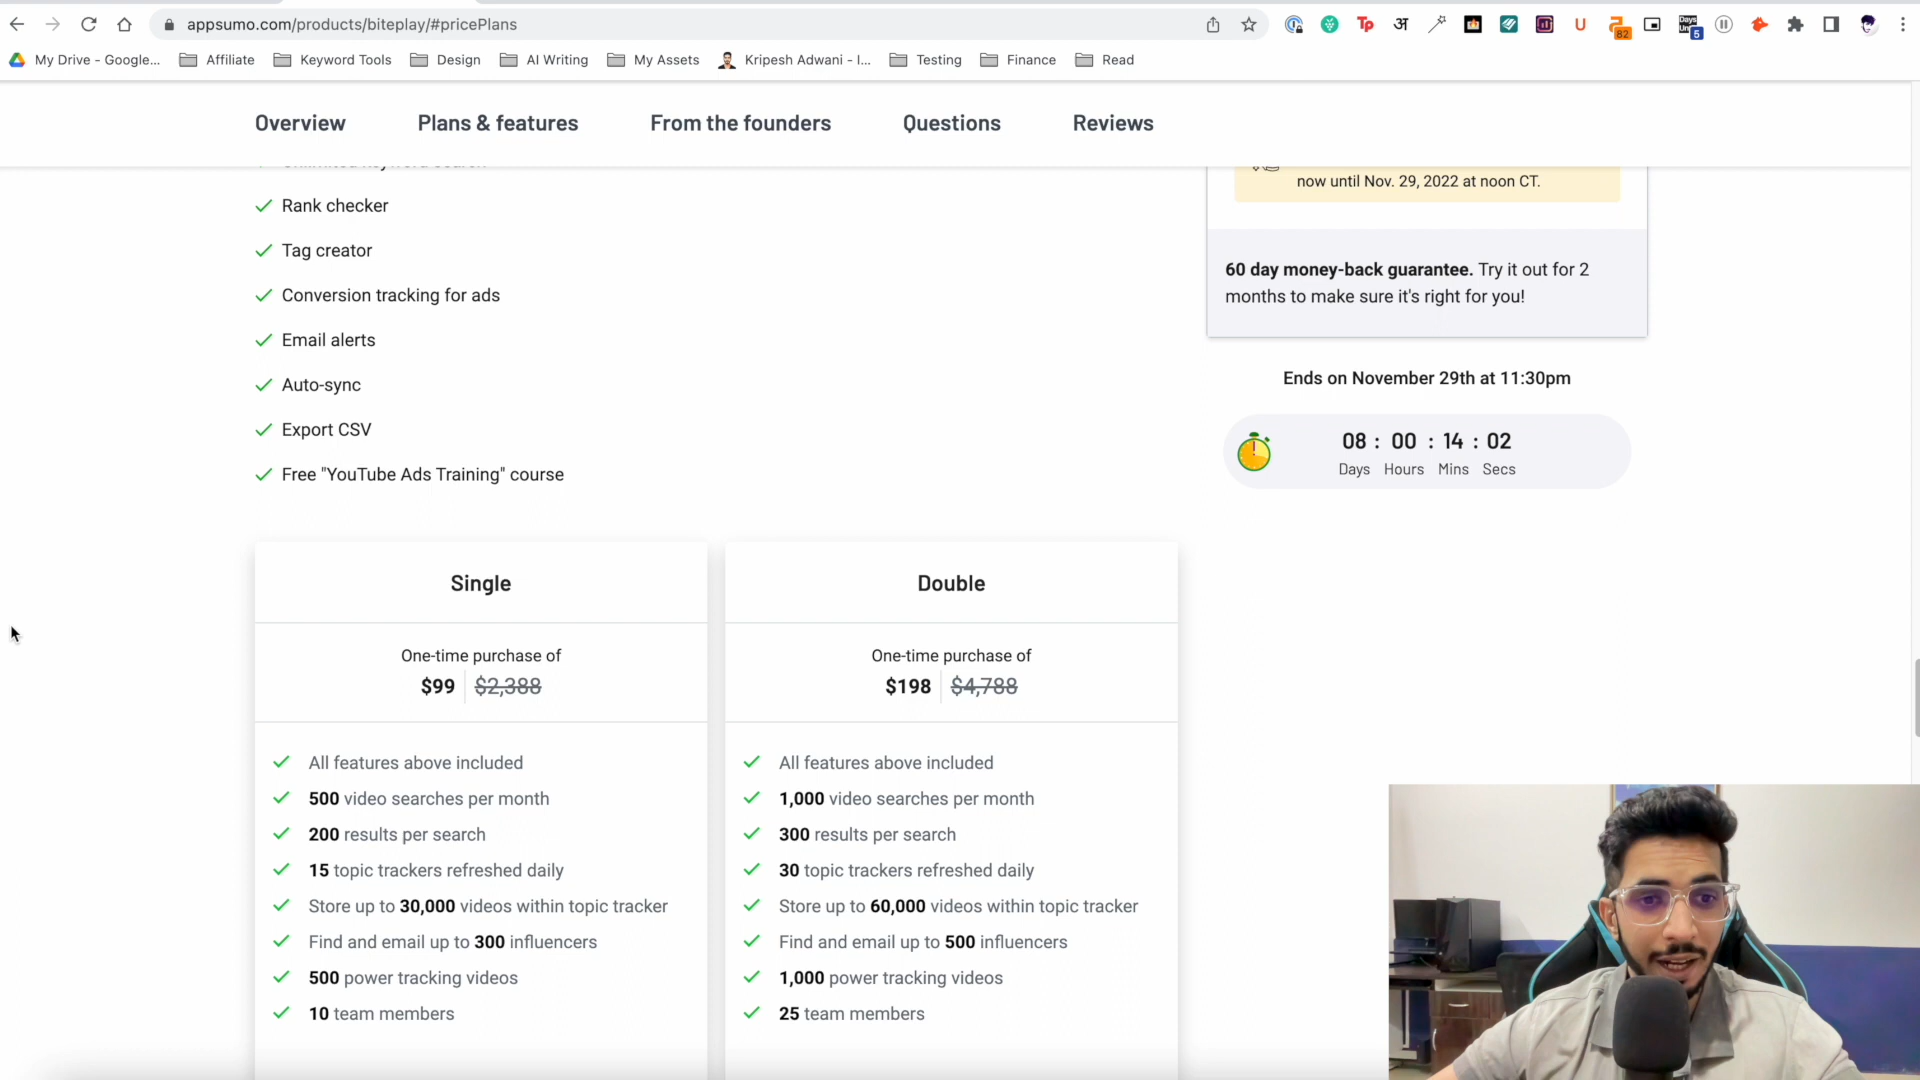 appsumo.com/products/biteplay/#pricePlans
Tp
अ
U
82
Days
5
My Drive - Google...
Affiliate
Keyword Tools
Design
AI Writing
My Assets
Kripesh Adwani - I...
Testing
Finance
Read
Overview
Plans & features
From the founders
Questions
Reviews
Rank checker
Tag creator
Conversion tracking for ads
Email alerts
Auto-sync
Export CSV
Free "YouTube Ads Training" course
now until Nov. 29, 2022 at noon CT.
60 day money-back guarantee. Try it out for 2
months to make sure it's right for you!
Ends on November 29th at 11:30pm
08 : 00 : 14 : 02
Days Hours Mins Secs
Single
One-time purchase of
$99 $2,388
All features above included
500 video searches per month
200 results per search
15 topic trackers refreshed daily
Store up to 30,000 videos within topic tracker
Find and email up to 300 influencers
500 power tracking videos
10 team members
Double
One-time purchase of
$198 $4,788
All features above included
1,000 video searches per month
300 results per search
30 topic trackers refreshed daily
Store up to 60,000 videos within topic tracker
Find and email up to 500 influencers
1,000 power tracking videos
25 team members